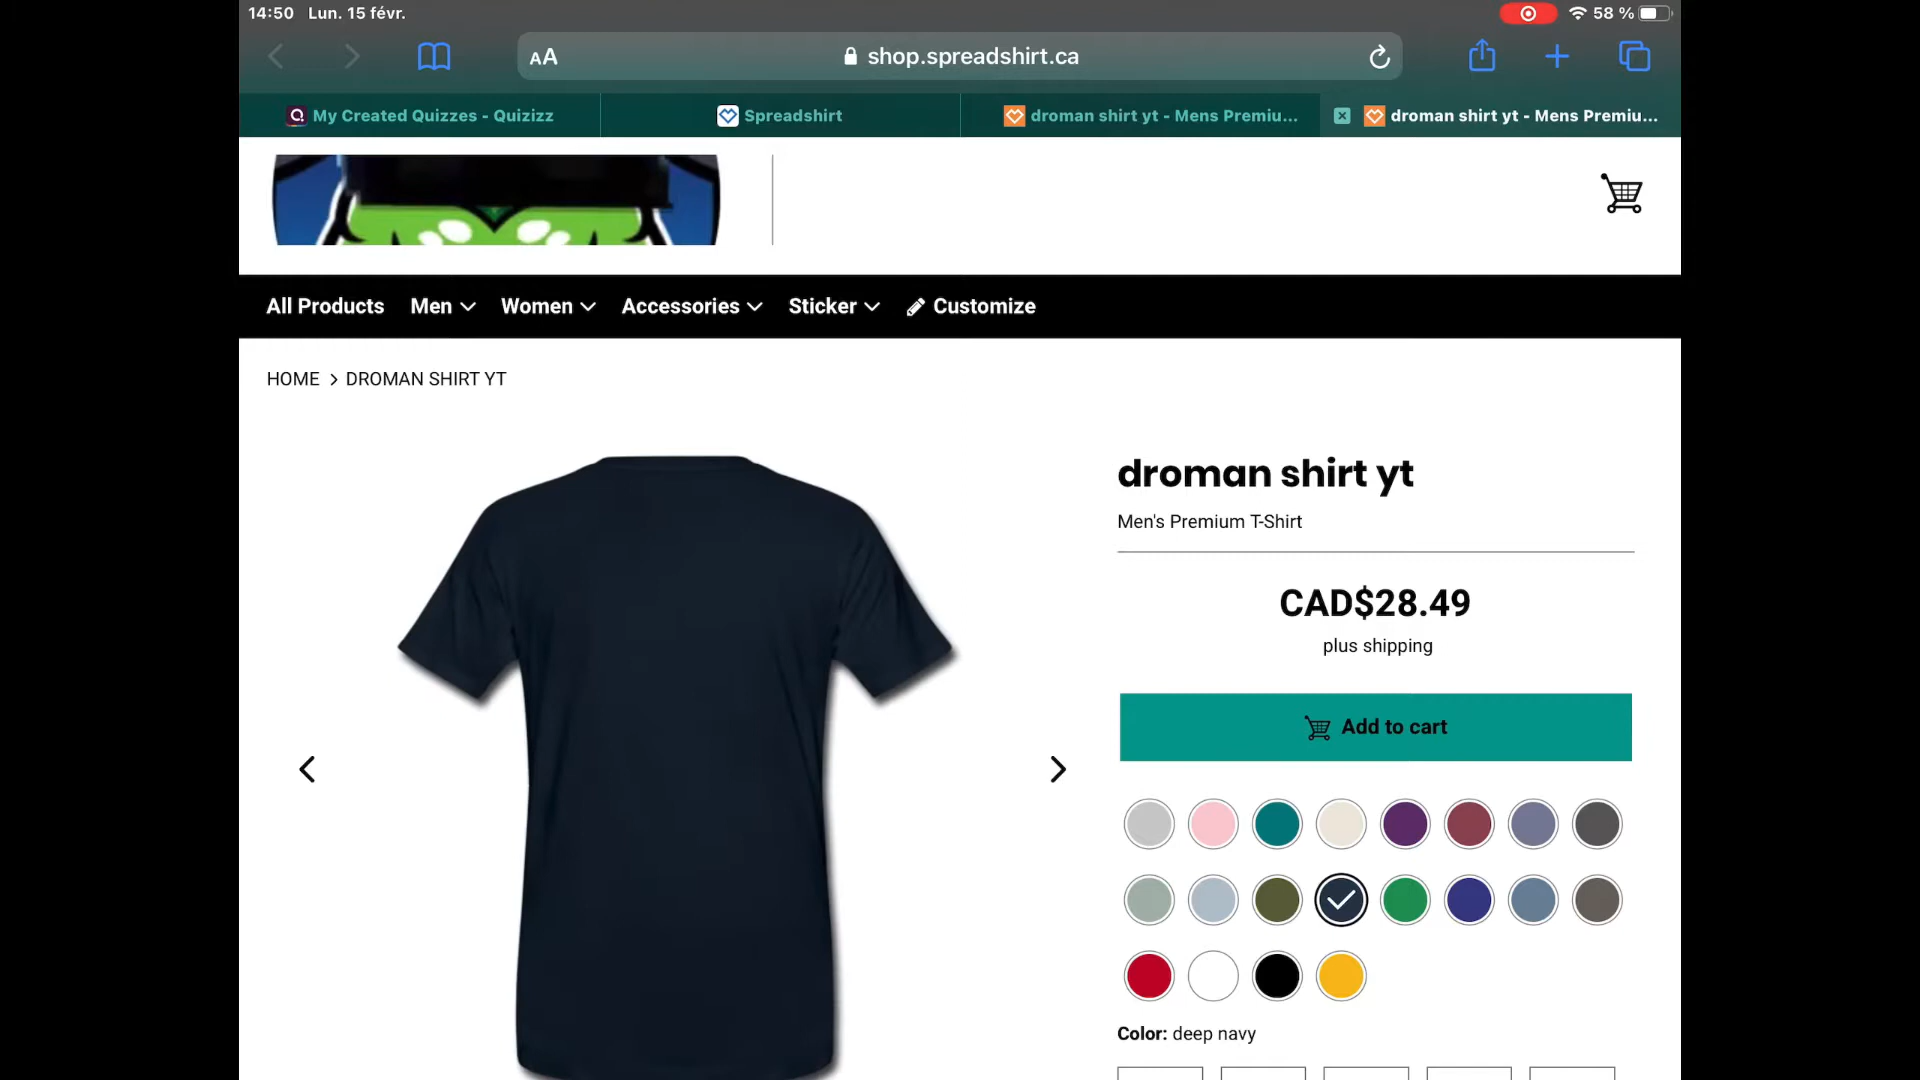 14:50 Lun. 15 févr.
58 %
AA
shop.spreadshirt.ca
My Created Quizzes - Quizizz
Spreadshirt
droman shirt yt - Mens Premiu...
droman shirt yt - Mens Premiu...
All Products Men Women Accessories Sticker Customize
HOME > DROMAN SHIRT YT
droman shirt yt
Men's Premium T-Shirt
CAD$28.49
plus shipping
Add to cart
Color: deep navy